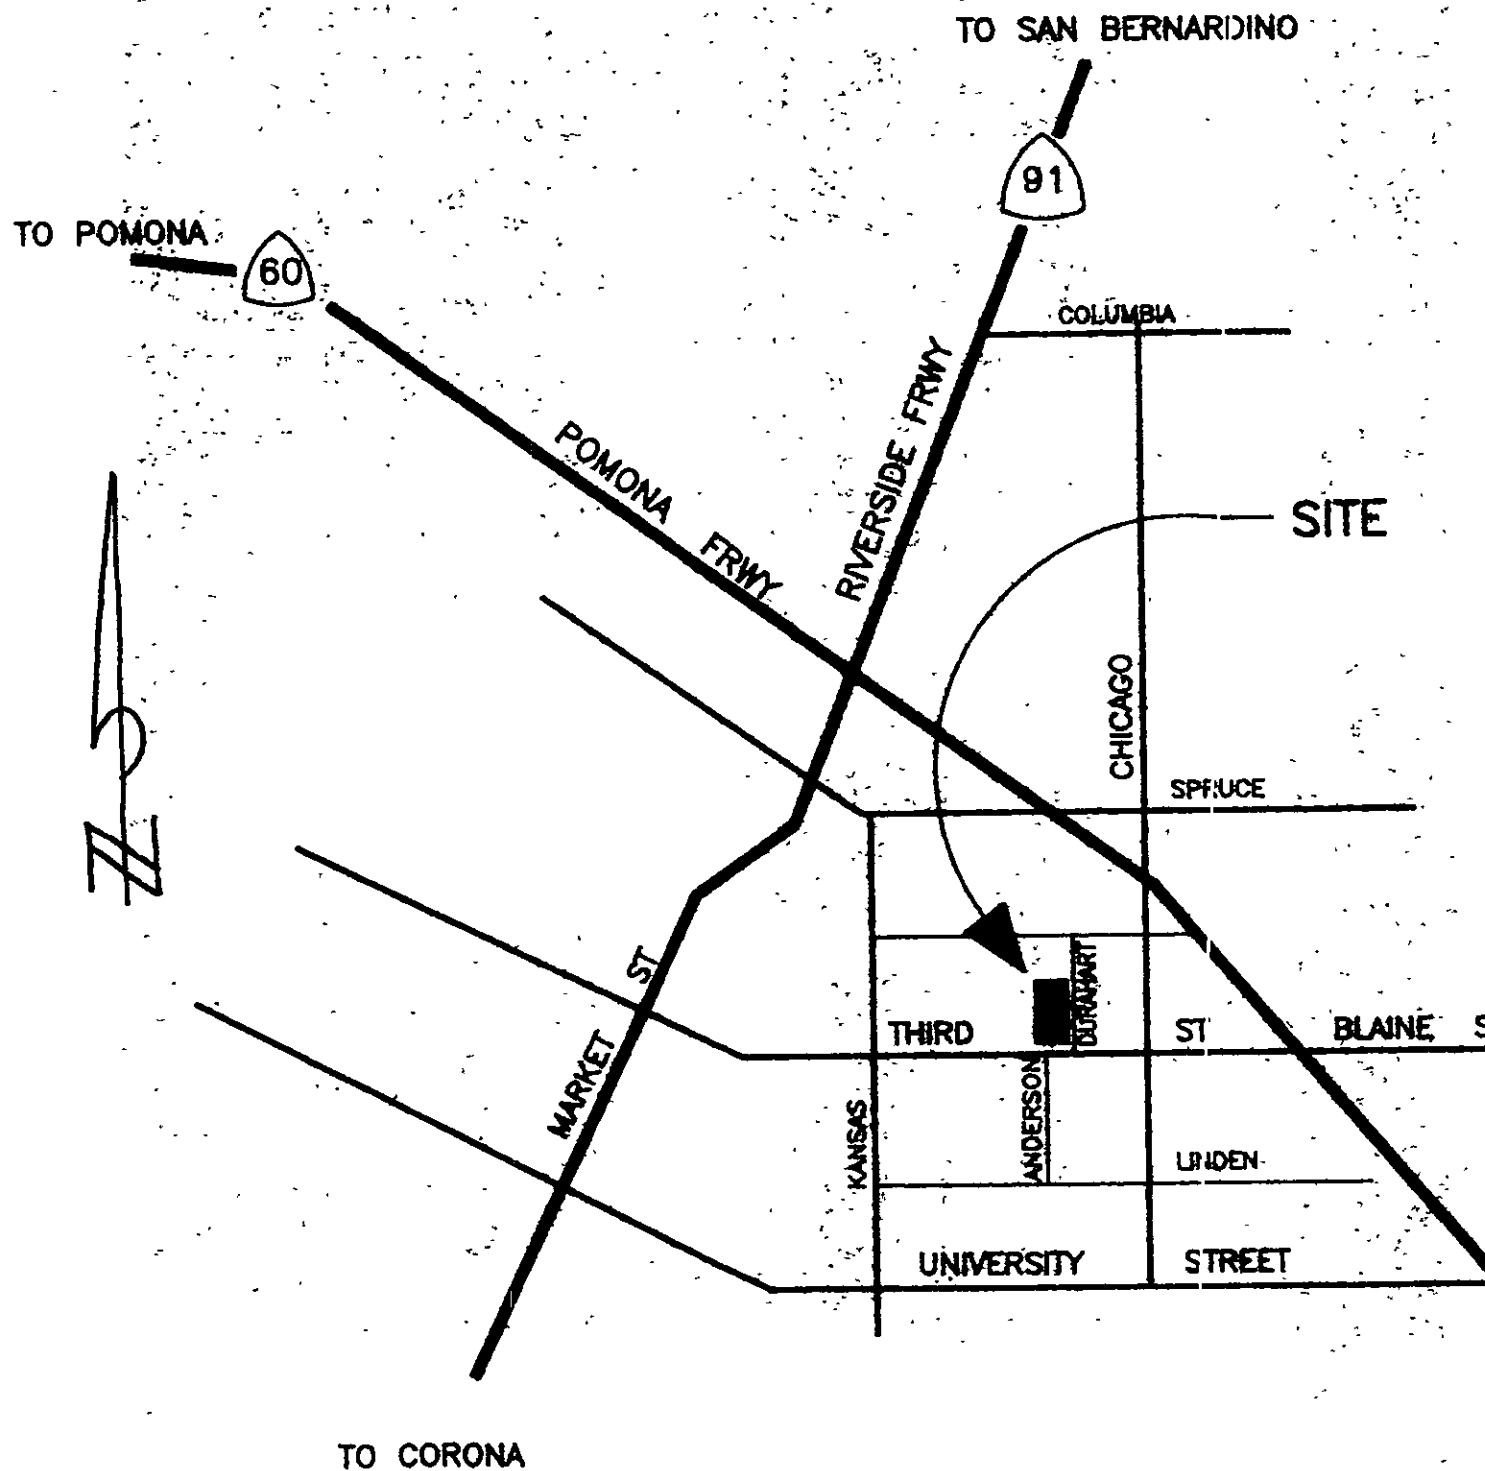 TO SAN BERNARDINO
91
TO POMONA
60
COLUMBIA
RIVERSIDE FRWY
POMONA FRWY
SITE
CHICAGO
SPRUCE
ST
MARKET
DURAHART
THIRD ST BLAINE S
ANDERSON
KANSAS
LINDEN
UNIVERSITY STREET
TO CORONA
N